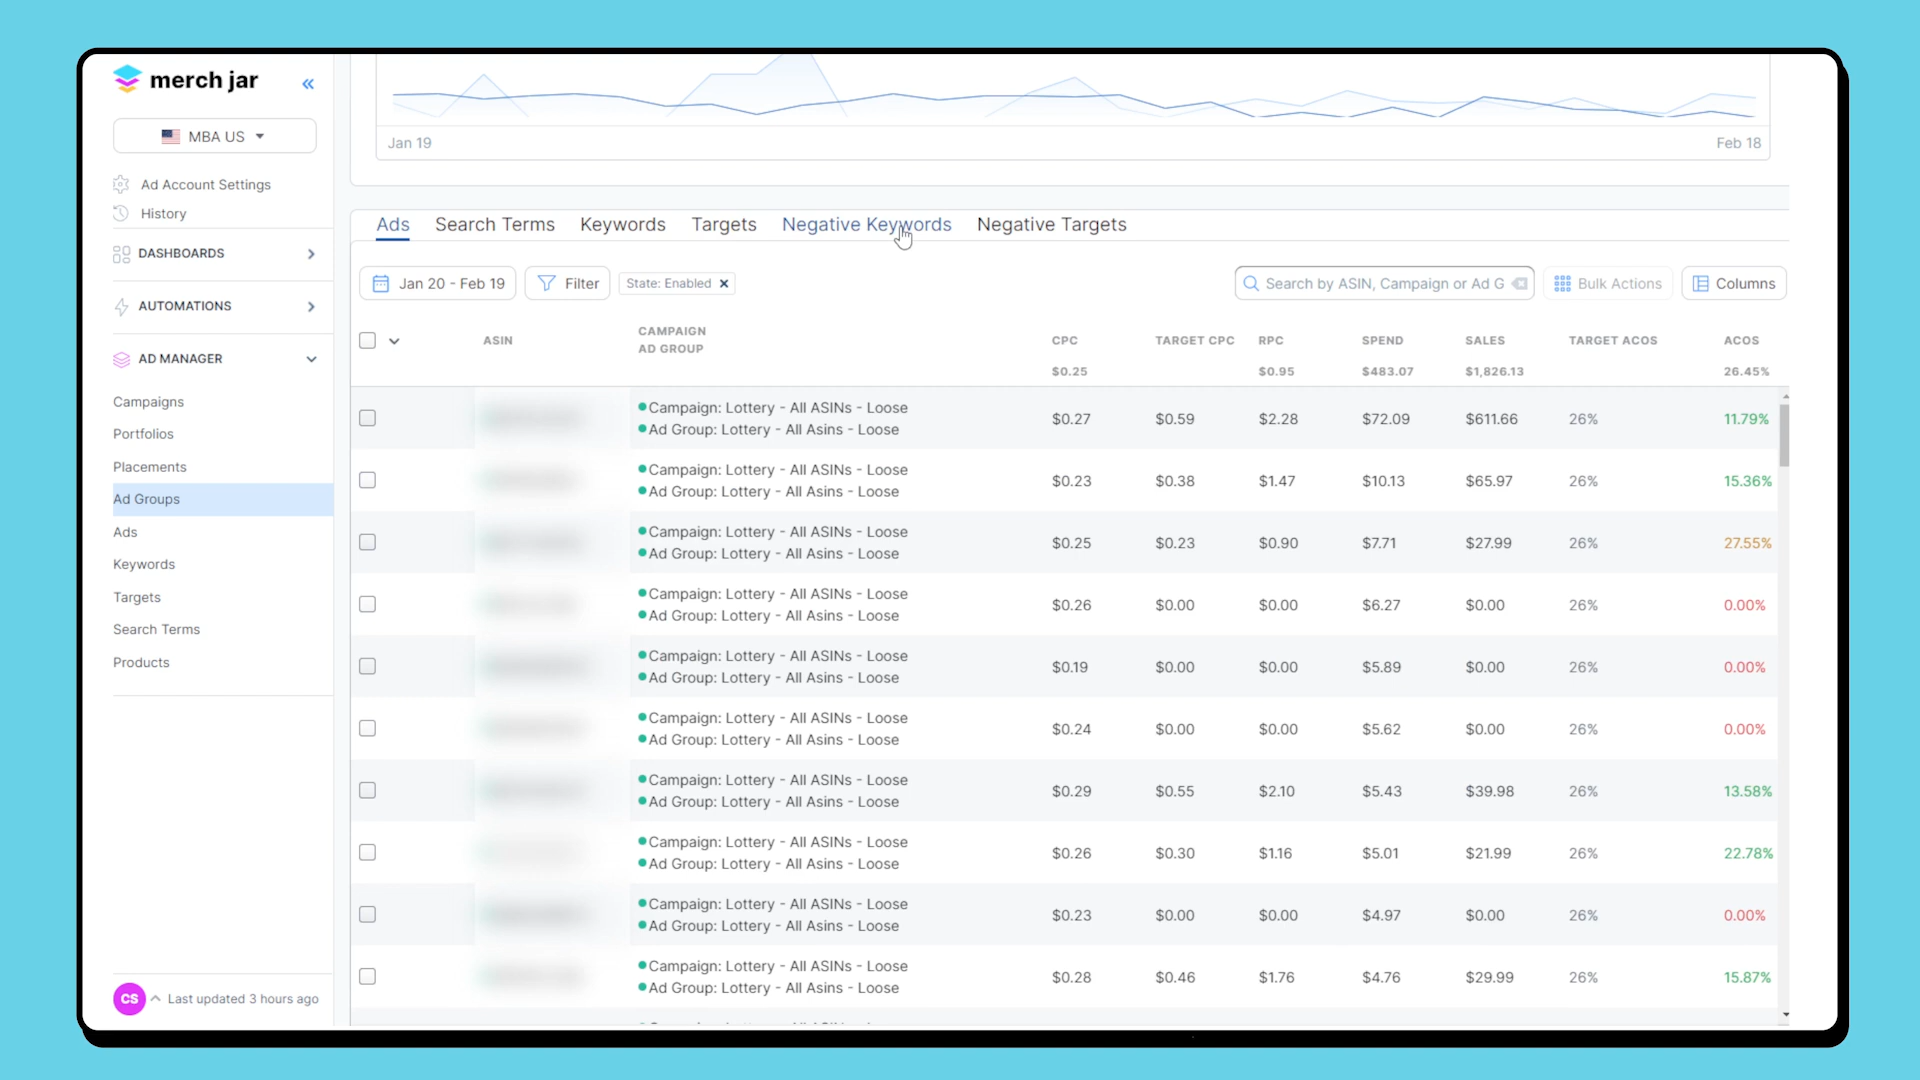 merch jar
MBA US
Ad Account Settings
History
DASHBOARDS
AUTOMATIONS
AD MANAGER
Campaigns
Portfolios
Placements
Ad Groups
Ads
Keywords
Targets
Search Terms
Products
CS Last updated 3 hours ago
Jan 19 Feb 18
Ads Search Terms Keywords Targets Negative Keywords Negative Targets
Jan 20 - Feb 19 Filter State: Enabled Search by ASIN, Campaign or Ad G Bulk Actions Columns
ASIN CAMPAIGN AD GROUP CPC TARGET CPC RPC SPEND SALES TARGET ACOS ACOS
$0.25 $0.95 $483.07 $1,826.13 26.45%
Campaign: Lottery - All ASINs - Loose
Ad Group: Lottery - All Asins - Loose
$0.27 $0.59 $2.28 $72.09 $611.66 26% 11.79%
Campaign: Lottery - All ASINs - Loose
Ad Group: Lottery - All Asins - Loose
$0.23 $0.38 $1.47 $10.13 $65.97 26% 15.36%
Campaign: Lottery - All ASINs - Loose
Ad Group: Lottery - All Asins - Loose
$0.25 $0.23 $0.90 $7.71 $27.99 26% 27.55%
Campaign: Lottery - All ASINs - Loose
Ad Group: Lottery - All Asins - Loose
$0.26 $0.00 $0.00 $6.27 $0.00 26% 0.00%
Campaign: Lottery - All ASINs - Loose
Ad Group: Lottery - All Asins - Loose
$0.19 $0.00 $0.00 $5.89 $0.00 26% 0.00%
Campaign: Lottery - All ASINs - Loose
Ad Group: Lottery - All Asins - Loose
$0.24 $0.00 $0.00 $5.62 $0.00 26% 0.00%
Campaign: Lottery - All ASINs - Loose
Ad Group: Lottery - All Asins - Loose
$0.29 $0.55 $2.10 $5.43 $39.98 26% 13.58%
Campaign: Lottery - All ASINs - Loose
Ad Group: Lottery - All Asins - Loose
$0.26 $0.30 $1.16 $5.01 $21.99 26% 22.78%
Campaign: Lottery - All ASINs - Loose
Ad Group: Lottery - All Asins - Loose
$0.23 $0.00 $0.00 $4.97 $0.00 26% 0.00%
Campaign: Lottery - All ASINs - Loose
Ad Group: Lottery - All Asins - Loose
$0.28 $0.46 $1.76 $4.76 $29.99 26% 15.87%